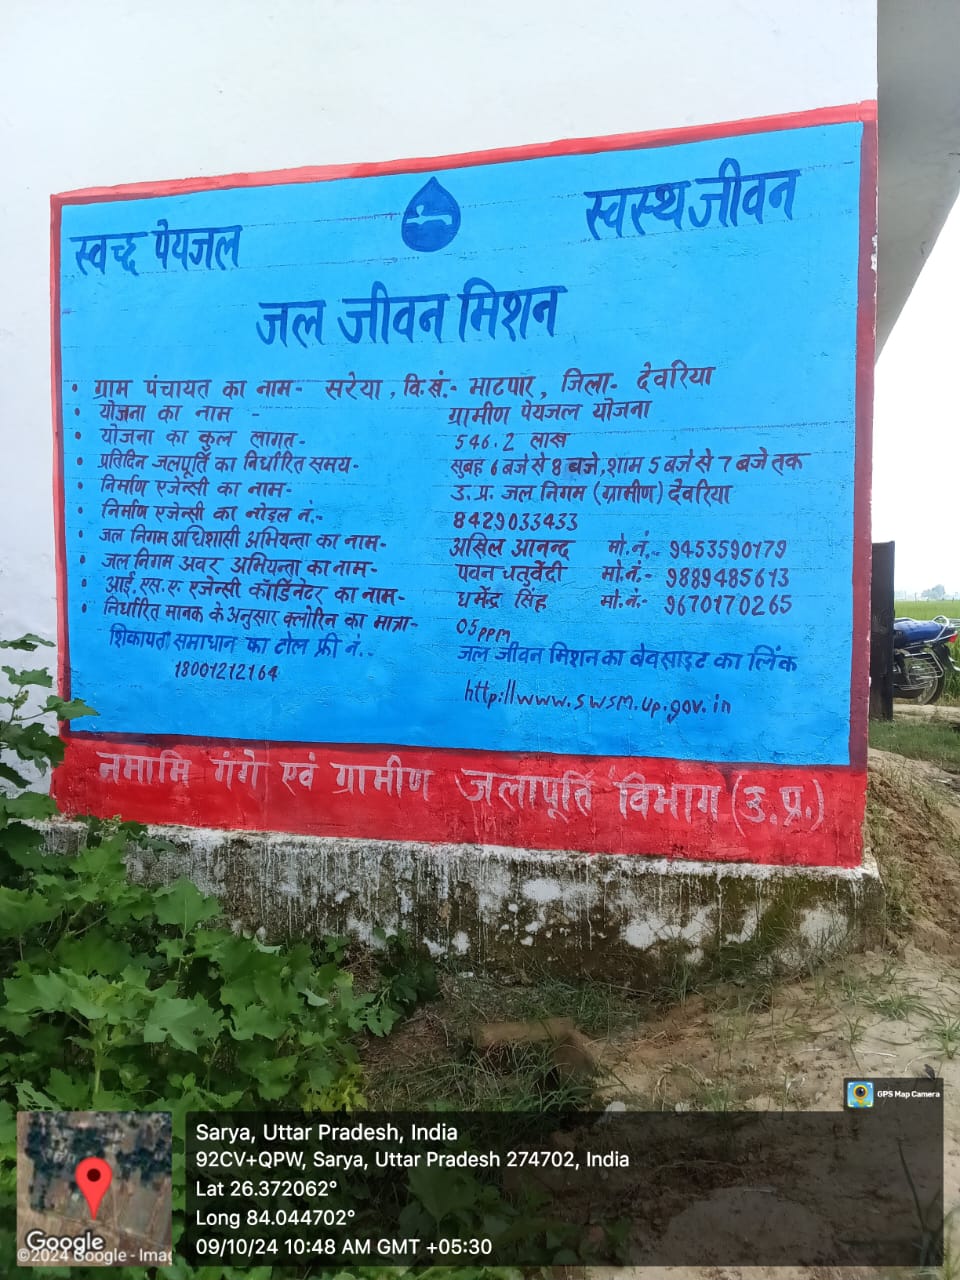 स्वच्छ पेयजल
स्वस्थ जीवन
जल जीवन मिशन
• ग्राम पंचायत का नाम- सरेया, वि.खं.- भाटपार, जिला- देवरिया
• योजना का नाम - ग्रामीण पेयजल योजना
• योजना का कुल लागत- 546.2 लाख
• प्रतिदिन जलपूर्ति का निर्धारित समय- सुबह 6 बजे से 8 बजे, शाम 5 बजे से 7 बजे तक
• निर्माण एजेन्सी का नाम- उ.प्र. जल निगम (ग्रामीण) देवरिया
• निर्माण एजेन्सी का नोडल नं.- 8429033433
• जल निगम अधिशासी अभियन्ता का नाम- अखिल आनन्द मो.नं.- 9453590179
• जल निगम अवर अभियन्ता का नाम- पवन चतुर्वेदी मो.नं.- 9889485613
• आई.एस.ए. एजेन्सी कॉर्डिनेटर का नाम- धर्मेंद्र सिंह मो.नं.- 9670170265
• निर्धारित मानक के अनुसार क्लोरिन का मात्रा- 05ppm
शिकायती समाधान का टोल फ्री नं.- जल जीवन मिशन का बेवसाइट का लिंक
18001212164 http://www.swsm.up.gov.in
नमामि गंगे एवं ग्रामीण जलापूर्ति विभाग (उ.प्र.)
GPS Map Camera
Sarya, Uttar Pradesh, India
92CV+QPW, Sarya, Uttar Pradesh 274702, India
Lat 26.372062°
Long 84.044702°
09/10/24 10:48 AM GMT +05:30
Google
©2024 Google - Imag